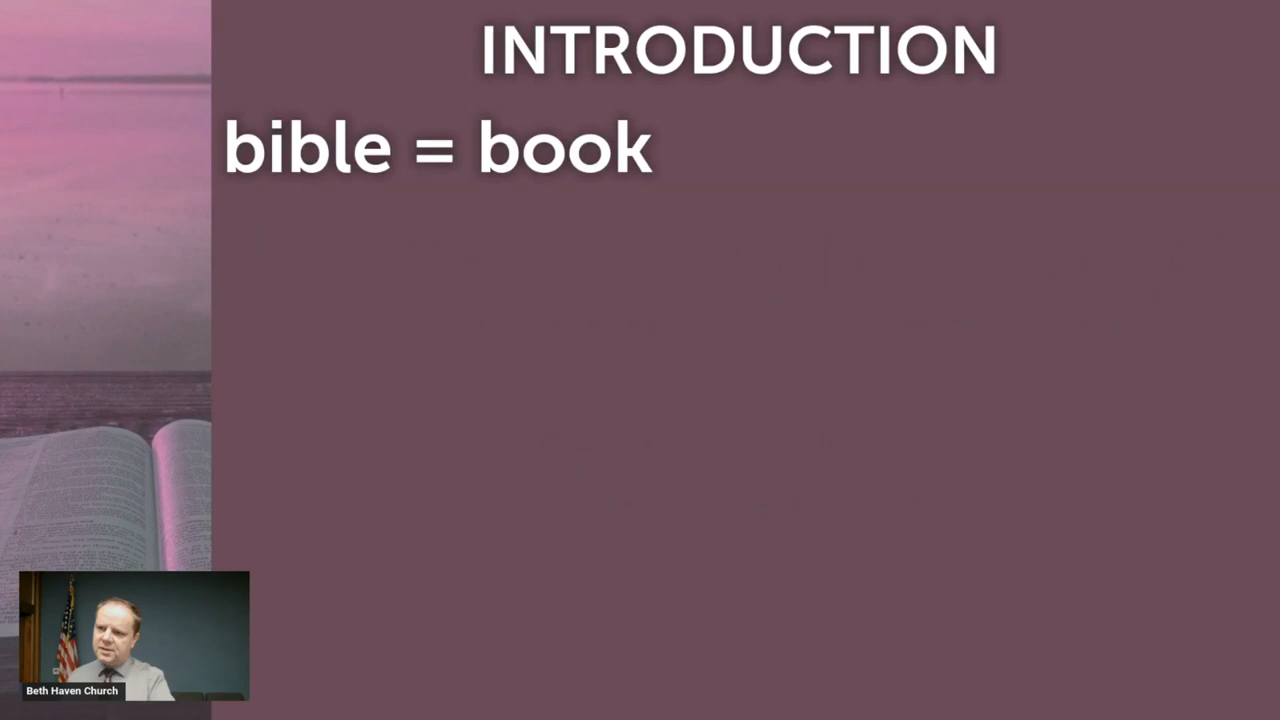 INTRODUCTION
bible = book
Beth Haven Church